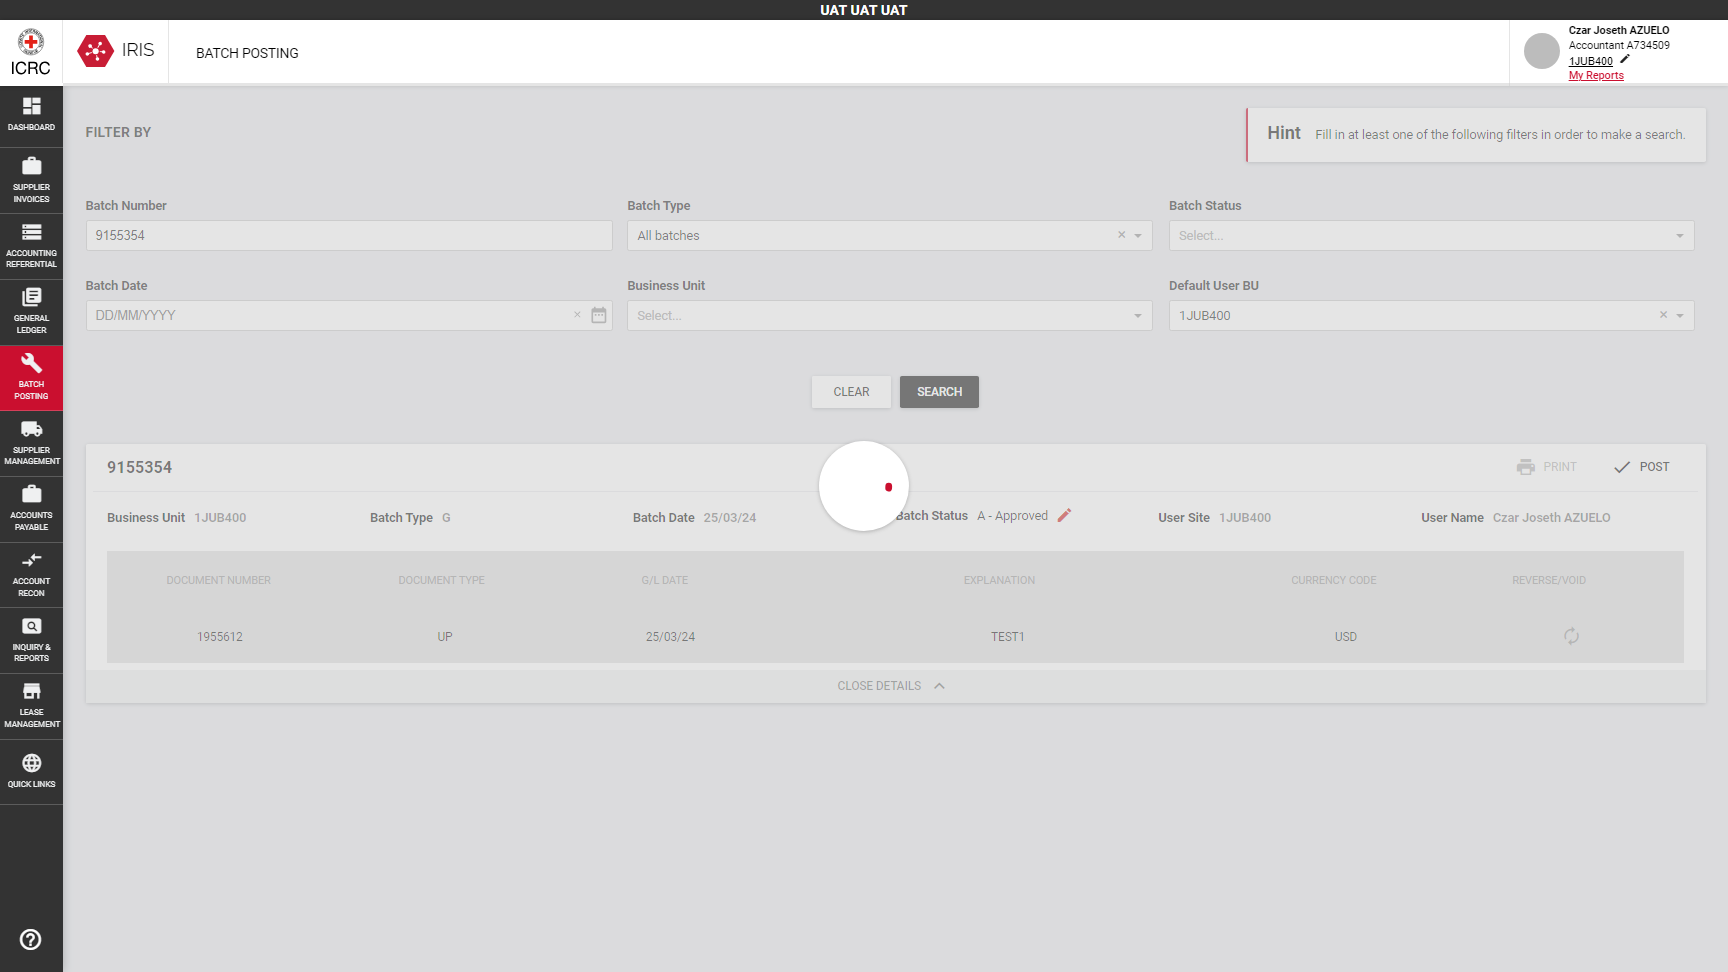 UAT UAT UAT
ICRC
IRIS
BATCH POSTING
Czar Joseth AZUELO
Accountant A734509
1JUB400
My Reports
DASHBOARD
SUPPLIER
INVOICES
ACCOUNTING
REFERENTIAL
GENERAL
LEDGER
BATCH
POSTING
SUPPLIER
MANAGEMENT
ACCOUNTS
PAYABLE
ACCOUNT
RECON
INQUIRY &
REPORTS
LEASE
MANAGEMENT
QUICK LINKS
FILTER BY
Hint Fill in at least one of the following filters in order to make a search.
Batch Number Batch Type Batch Status
9155354 All batches Select...
Batch Date Business Unit Default User BU
DD/MM/YYYY Select... 1JUB400
CLEAR SEARCH
9155354 PRINT POST
Business Unit 1JUB400 Batch Type G Batch Date 25/03/24 Batch Status A - Approved User Site 1JUB400 User Name Czar Joseth AZUELO
DOCUMENT NUMBER DOCUMENT TYPE G/L DATE EXPLANATION CURRENCY CODE REVERSE/VOID
1955612 UP 25/03/24 TEST1 USD
CLOSE DETAILS